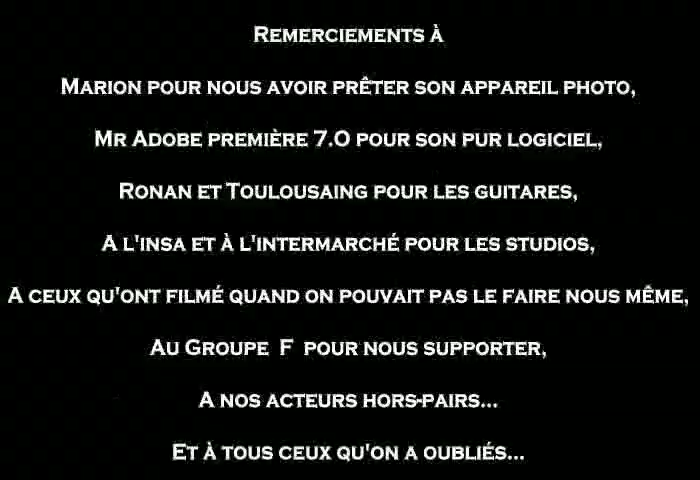 Remerciements à
Marion pour nous avoir prêter son appareil photo,
Mr Adobe première 7.0 pour son pur logiciel,
Ronan et Toulousaing pour les guitares,
A l'insa et à l'intermarché pour les studios,
A ceux qu'ont filmé quand on pouvait pas le faire nous même,
Au Groupe F pour nous supporter,
A nos acteurs hors-pairs...
Et à tous ceux qu'on a oubliés...